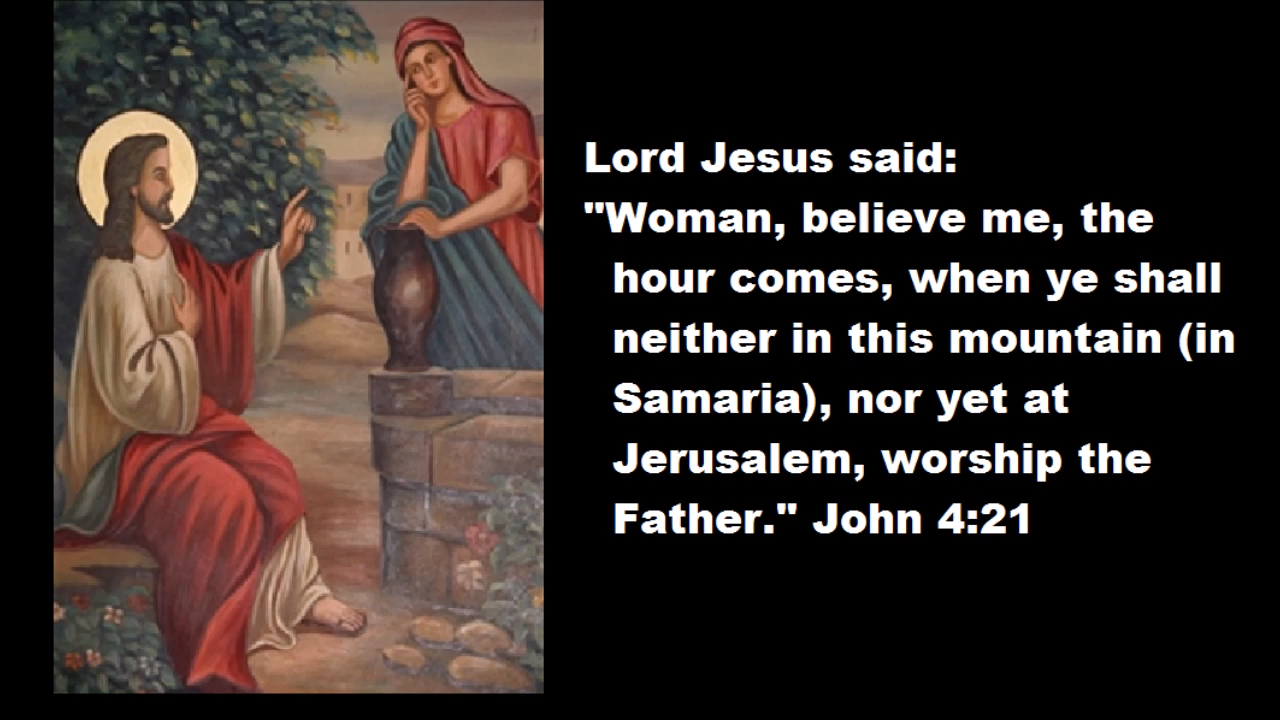 Lord Jesus said:
"Woman, believe me, the
hour comes, when ye shall
neither in this mountain (in
Samaria), nor yet at
Jerusalem, worship the
Father." John 4:21